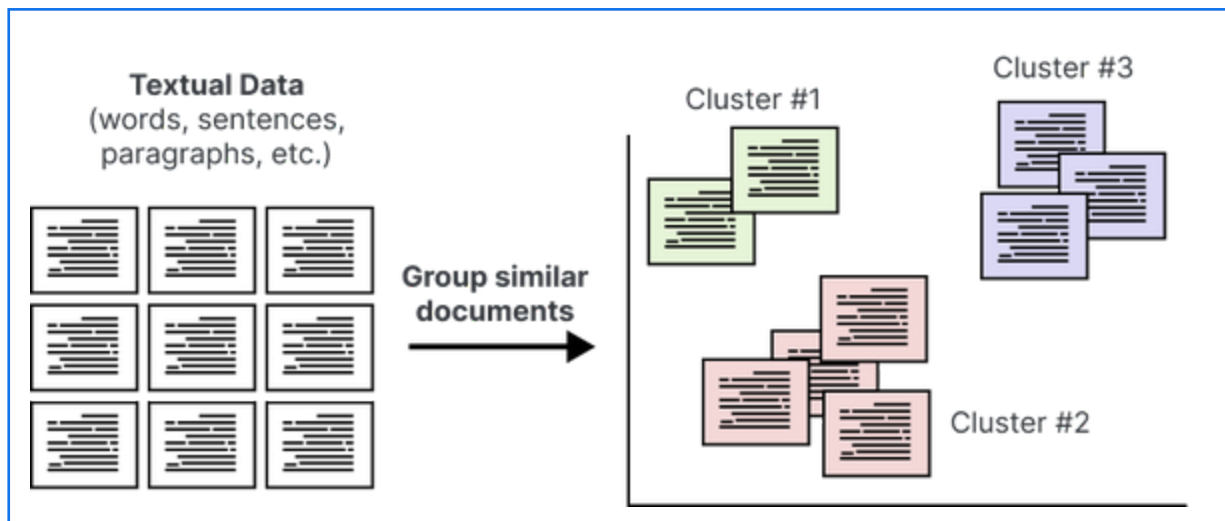 Textual Data
(words, sentences,
paragraphs, etc.)
Group similar
documents
Cluster #1
Cluster #3
Cluster #2